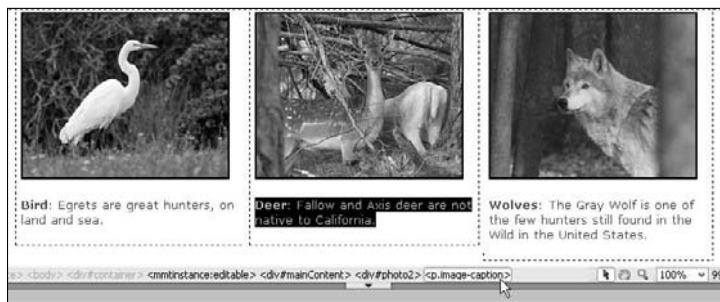 Bird: Egrets are great hunters, on
land and sea.
Deer: Fallow and Axis deer are not
native to California.
Wolves: The Gray Wolf is one of
the few hunters still found in the
Wild in the United States.
<body> <div#container> <mmtinstance:editable> <div#mainContent> <div#photo2> <p.image-caption> 100%